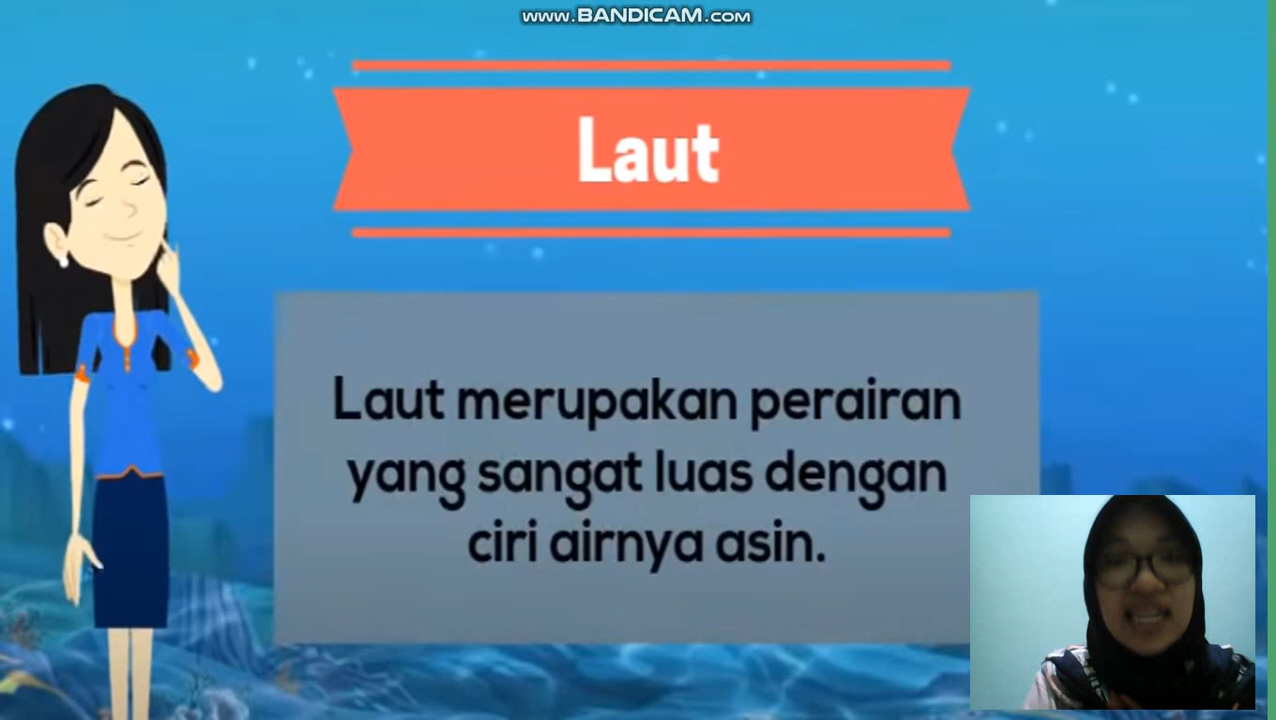 www.BANDICAM.com
Laut
Laut merupakan perairan
yang sangat luas dengan
ciri airnya asin.